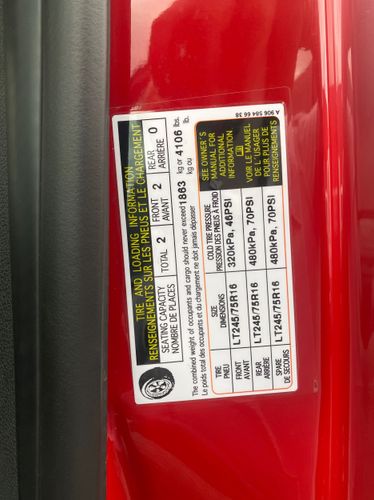 A 906 584 66 38
TIRE AND LOADING INFORMATION
RENSEIGNEMENTS SUR LES PNEUS ET LE CHARGEMENT
SEATING CAPACITY
NOMBRE DE PLACES
TOTAL 2
FRONT
AVANT 2
REAR
ARRIÈRE 0
The combined weight of occupants and cargo should never exceed
Le poids total des occupants et du chargement ne doit jamais dépasser
1863 kg or 4106 lbs.
kg ou lb.
TIRE
PNEU
SIZE
DIMENSIONS
COLD TIRE PRESSURE
PRESSION DES PNEUS À FROID
FRONT
AVANT
LT245/75R16
320kPa, 46PSI
REAR
ARRIÈRE
LT245/75R16
480kPa, 70PSI
SPARE
DE SECOURS
LT245/75R16
480kPa, 70PSI
SEE OWNER'S
MANUAL FOR
ADDITIONAL
INFORMATION
VOIR LE MANUEL
DE L'USAGER
POUR PLUS DE
RENSEIGNEMENTS